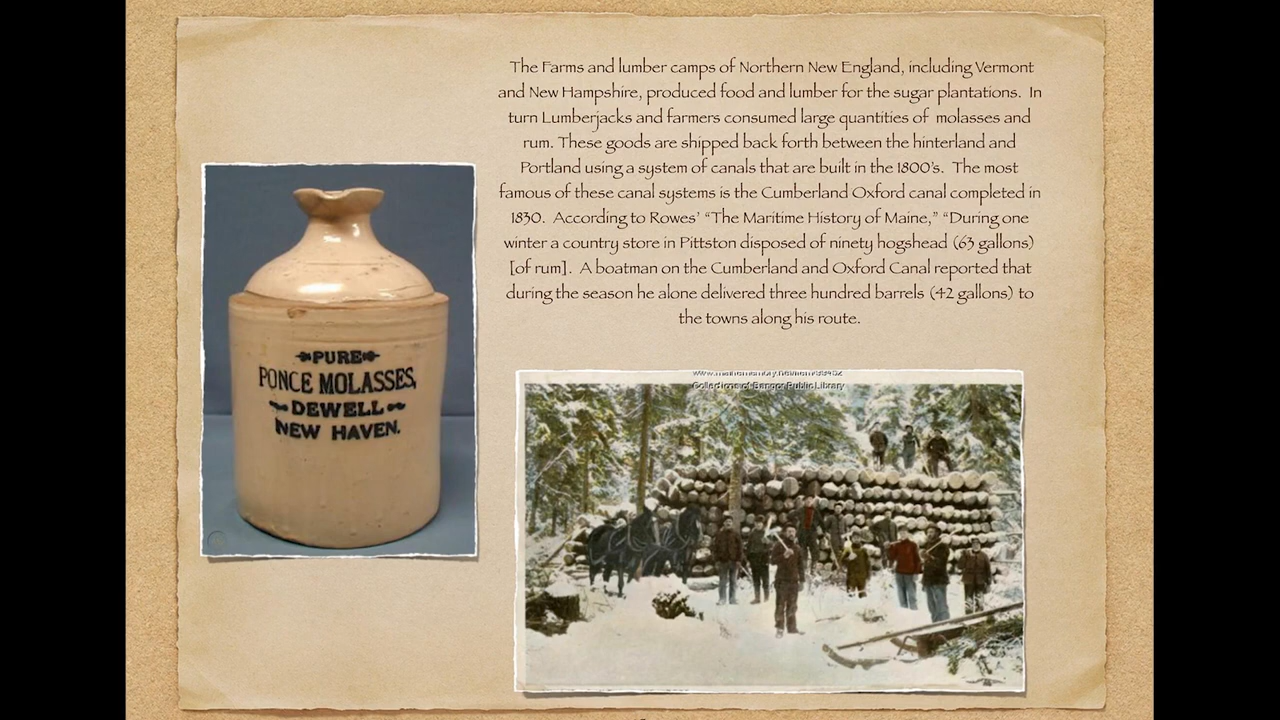 The Farms and lumber camps of Northern New England, including Vermont
and New Hampshire, produced food and lumber for the sugar plantations. In
turn Lumberjacks and farmers consumed large quantities of molasses and
rum. These goods are shipped back forth between the hinterland and
Portland using a system of canals that are built in the 1800's. The most
famous of these canal systems is the Cumberland Oxford canal completed in
1830. According to Rowes' "The Maritime History of Maine," "During one
winter a country store in Pittston disposed of ninety hogshead (63 gallons)
[of rum]. A boatman on the Cumberland and Oxford Canal reported that
during the season he alone delivered three hundred barrels (42 gallons) to
the towns along his route.
PURE
PONCE MOLASSES,
DEWELL
NEW HAVEN.
Collections of Bangor Public Library